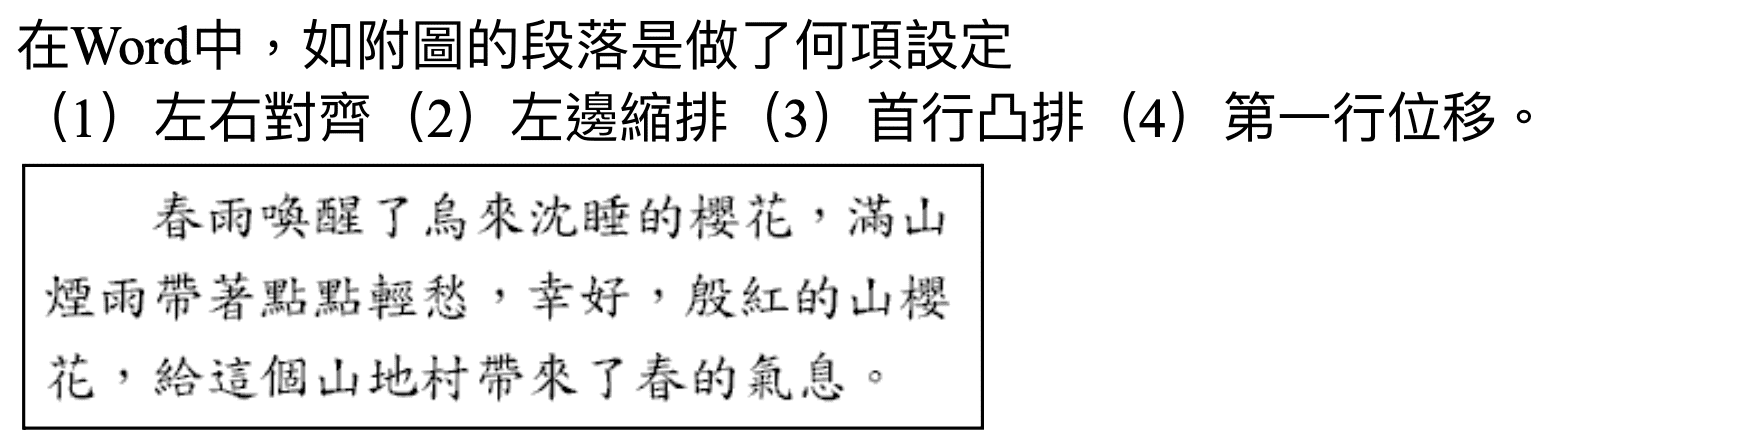 在Word中，如附圖的段落是做了何項設定
（1）左右對齊（2）左邊縮排（3）首行凸排（4）第一行位移。
春雨喚醒了烏來沈睡的櫻花，滿山
煙雨帶著點點輕愁，幸好，殷紅的山櫻
花，給這個山地村帶來了春的氣息。